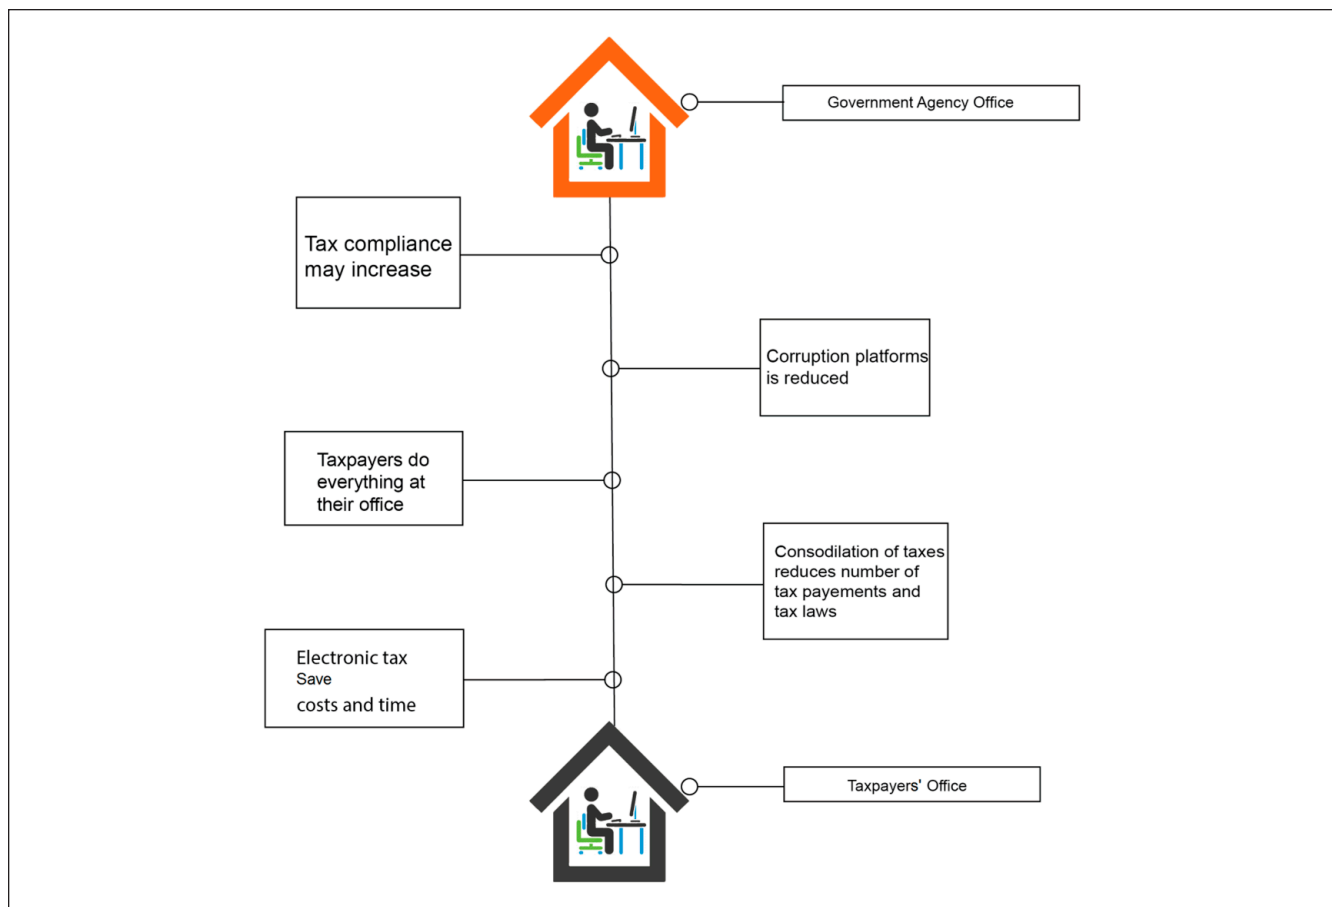 Government Agency Office
Tax compliance
may increase
Corruption platforms
is reduced
Taxpayers do
everything at
their office
Consodilation of taxes
reduces number of
tax payements and
tax laws
Electronic tax
Save
costs and time
Taxpayers' Office